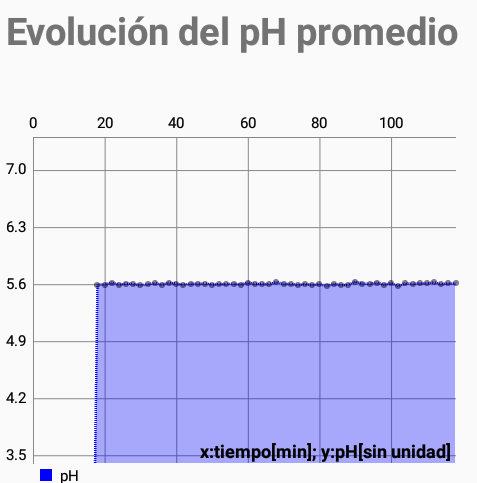 Evolución del pH promedio
0 20 40 60 80 100
7.0
6.3
5.6
4.9
4.2
x:tiempo[min]; y:pH[sin unidad]
3.5
pH